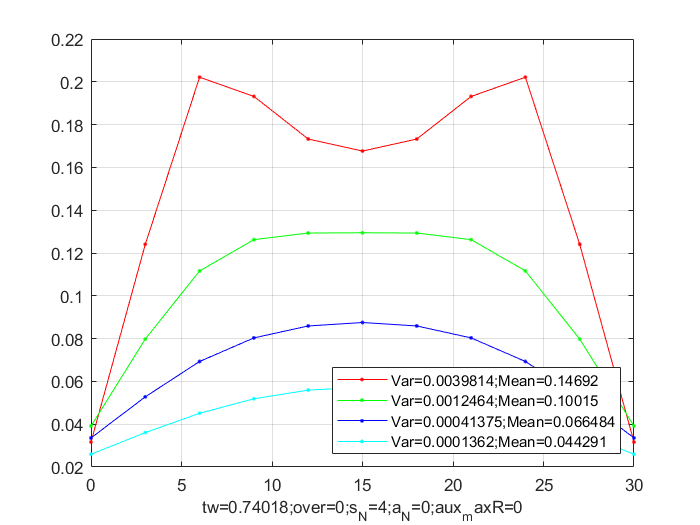 0.22
0.2
0.18
0.16
0.14
0.12
0.1
0.08
0.06
0.04
0.02
0 5 10 15 20 25 30
Var=0.0039814;Mean=0.14692
Var=0.0012464;Mean=0.10015
Var=0.00041375;Mean=0.066484
Var=0.0001362;Mean=0.044291
tw=0.74018;over=0;s_N=4;a_N=0;aux_maxR=0